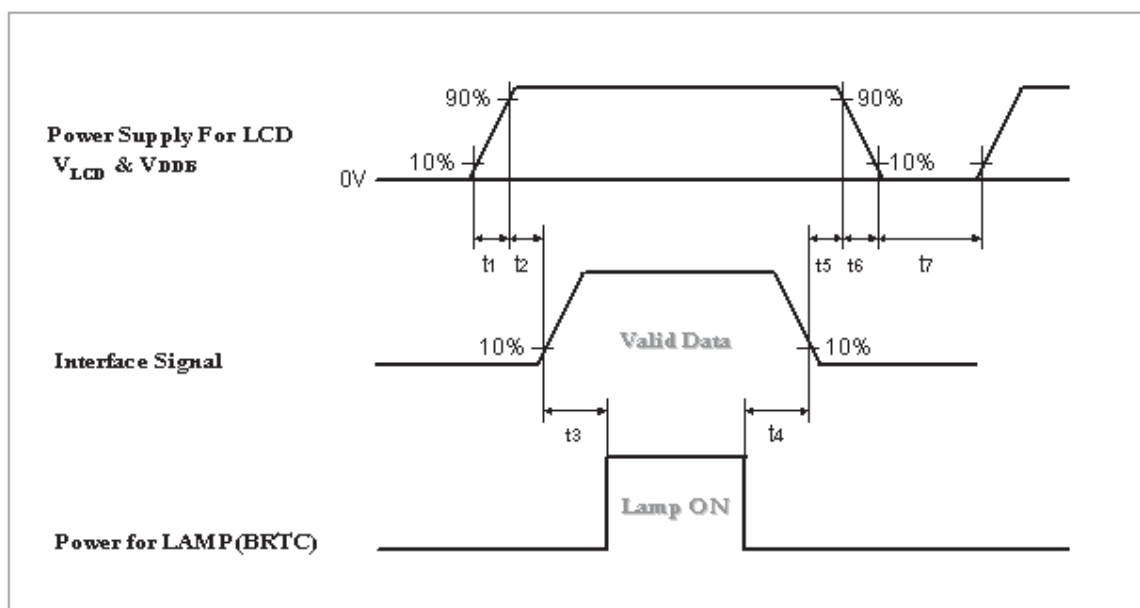 90%
90%
Power Supply For LCD
V_LCD & VDDB
10%
10%
0V
t1
t2
t5
t6
t7
Valid Data
10%
10%
Interface Signal
t3
t4
Lamp ON
Power for LAMP(BRTC)